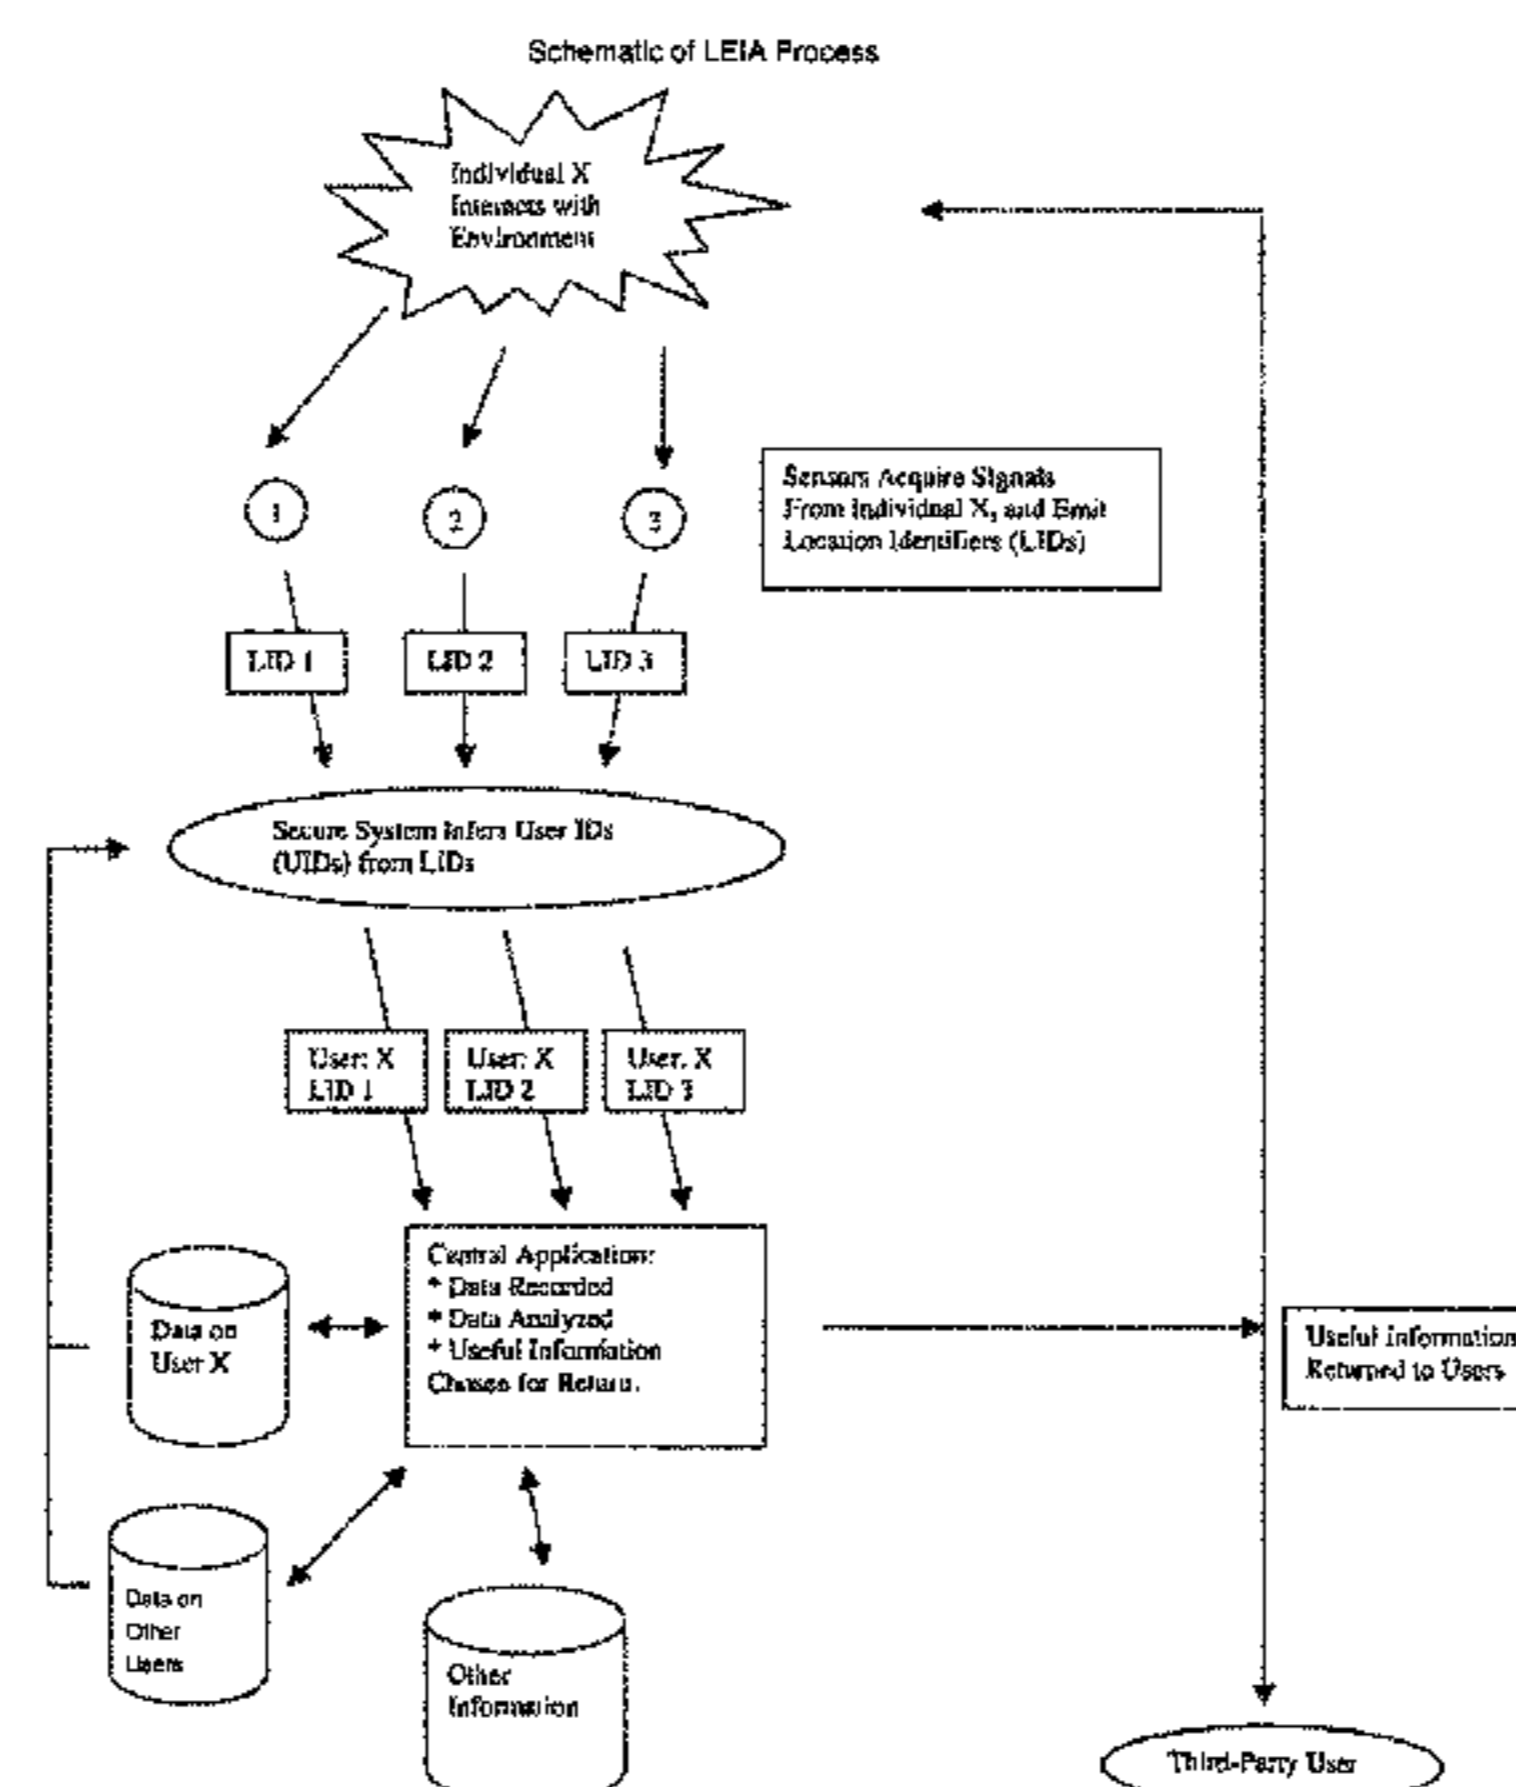 Schematic of LEIA Process
Individual X
Interacts with
Environment
1
2
3
Sensors Acquire Signals
From Individual X, and Emit
Location Identifiers (LIDs)
LID 1
LID 2
LID 3
Secure System Infers User IDs
(UIDs) from LIDs
User: X
LID 1
User: X
LID 2
User: X
LID 3
Central Application:
* Data Recorded
* Data Analyzed
* Useful Information
Chosen for Return.
Data on
User X
Useful Information
Returned to Users
Data on
Other
Users
Other
Information
Third-Party User